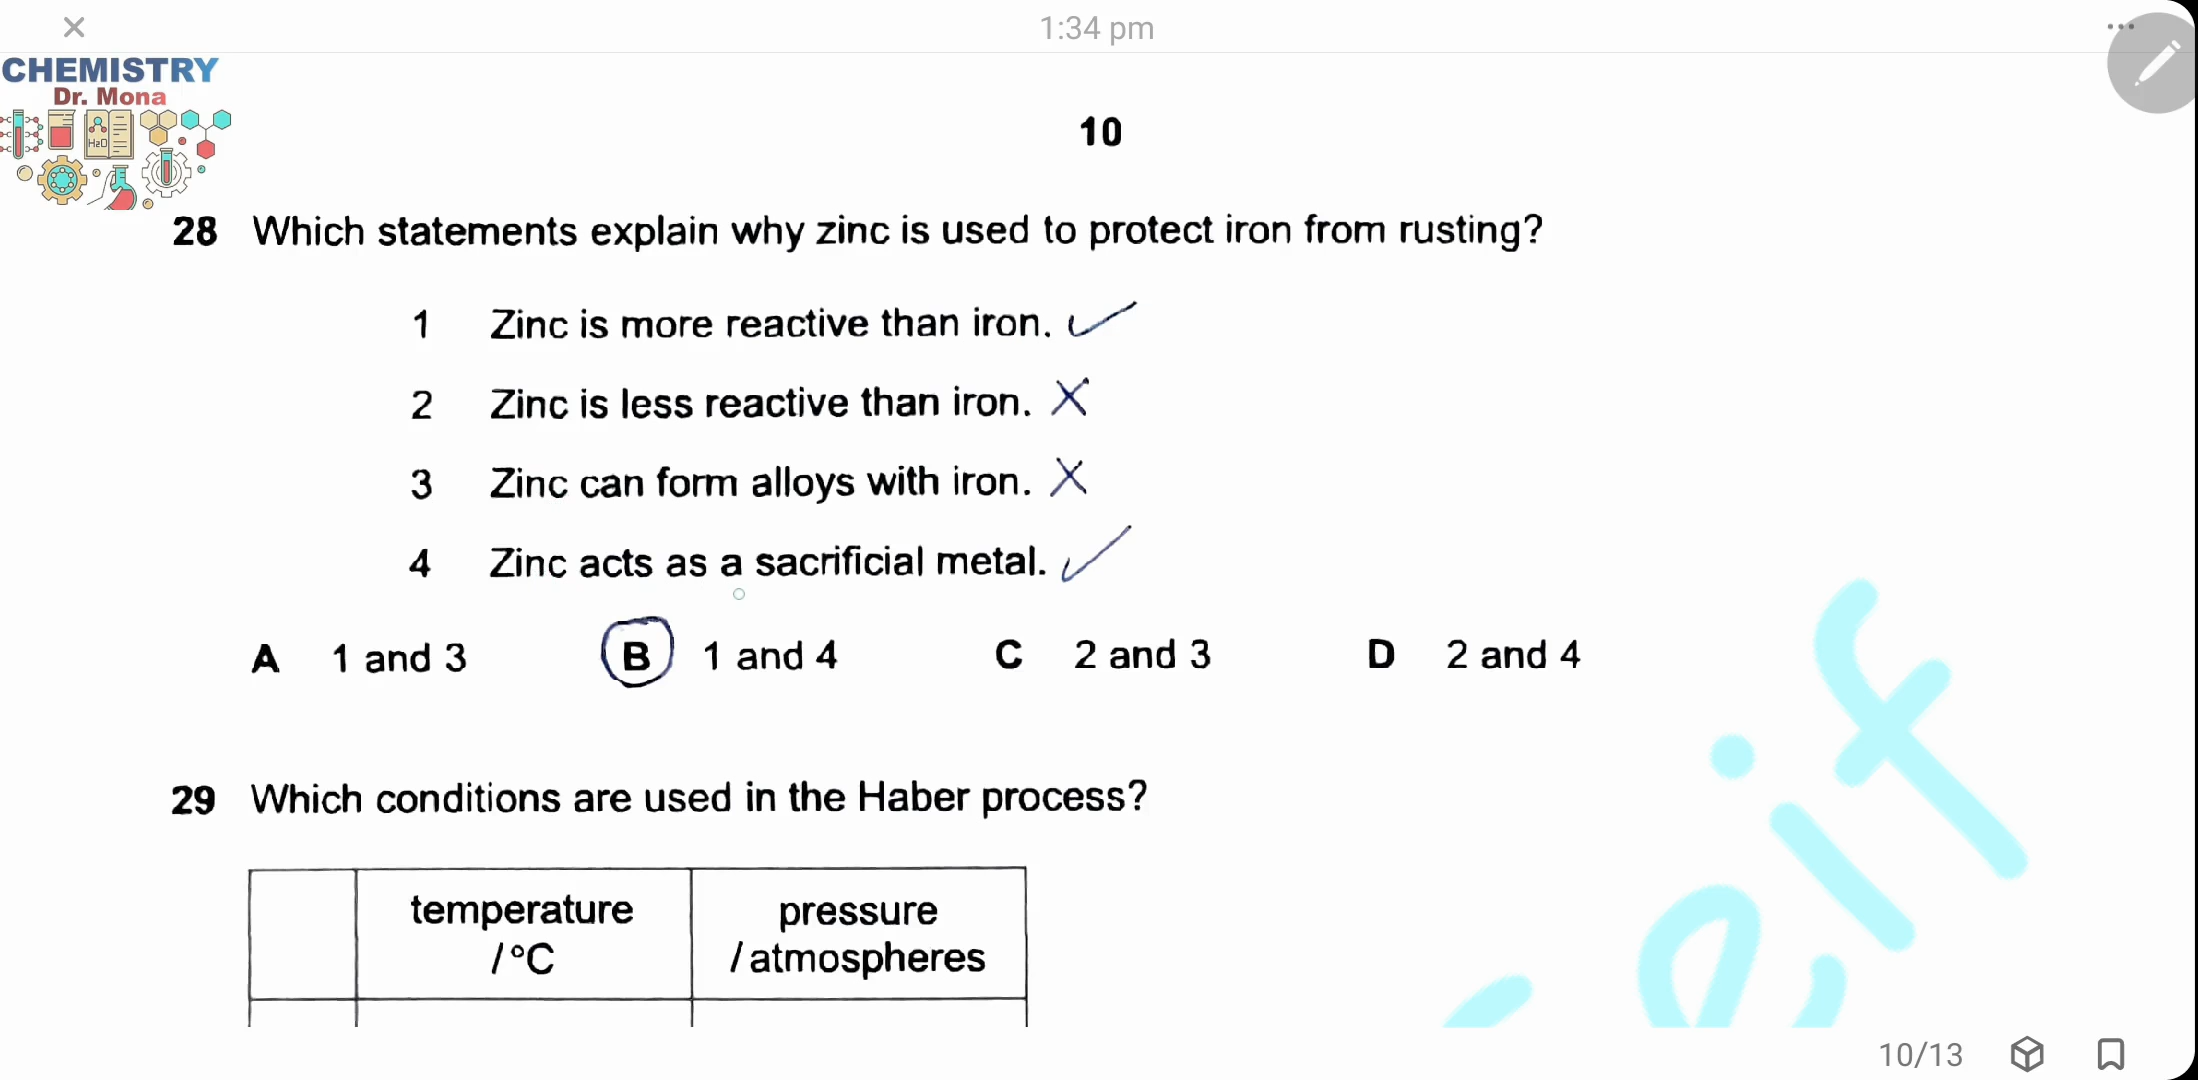 1:34 pm
CHEMISTRY
Dr. Mona
H2O
10
28 Which statements explain why zinc is used to protect iron from rusting?
1 Zinc is more reactive than iron.
2 Zinc is less reactive than iron.
3 Zinc can form alloys with iron.
4 Zinc acts as a sacrificial metal.
A 1 and 3 B 1 and 4 C 2 and 3 D 2 and 4
29 Which conditions are used in the Haber process?
temperature pressure
/°C /atmospheres
10/13